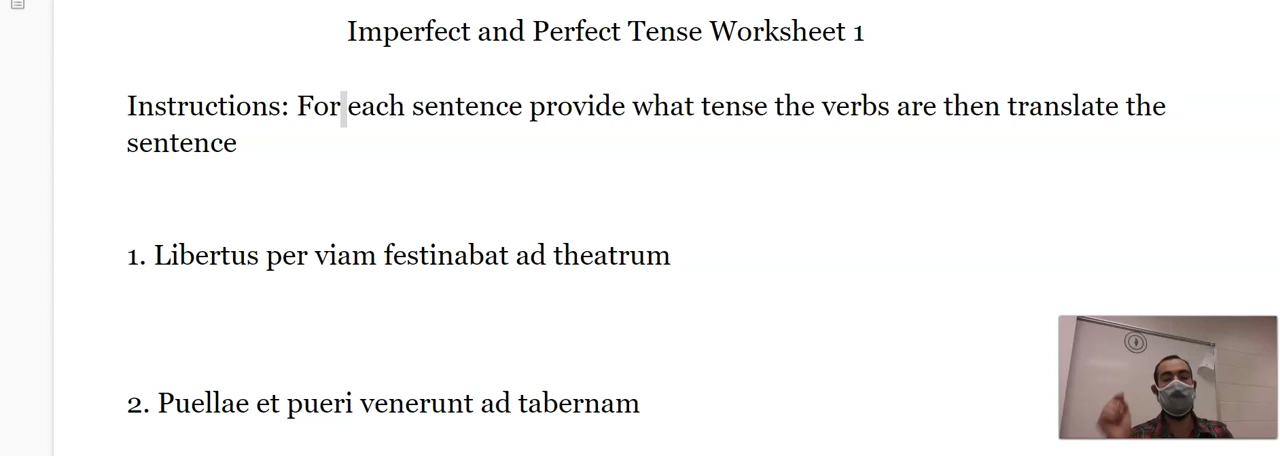 Imperfect and Perfect Tense Worksheet 1
Instructions: For each sentence provide what tense the verbs are then translate the
sentence
1. Libertus per viam festinabat ad theatrum
2. Puellae et pueri venerunt ad tabernam